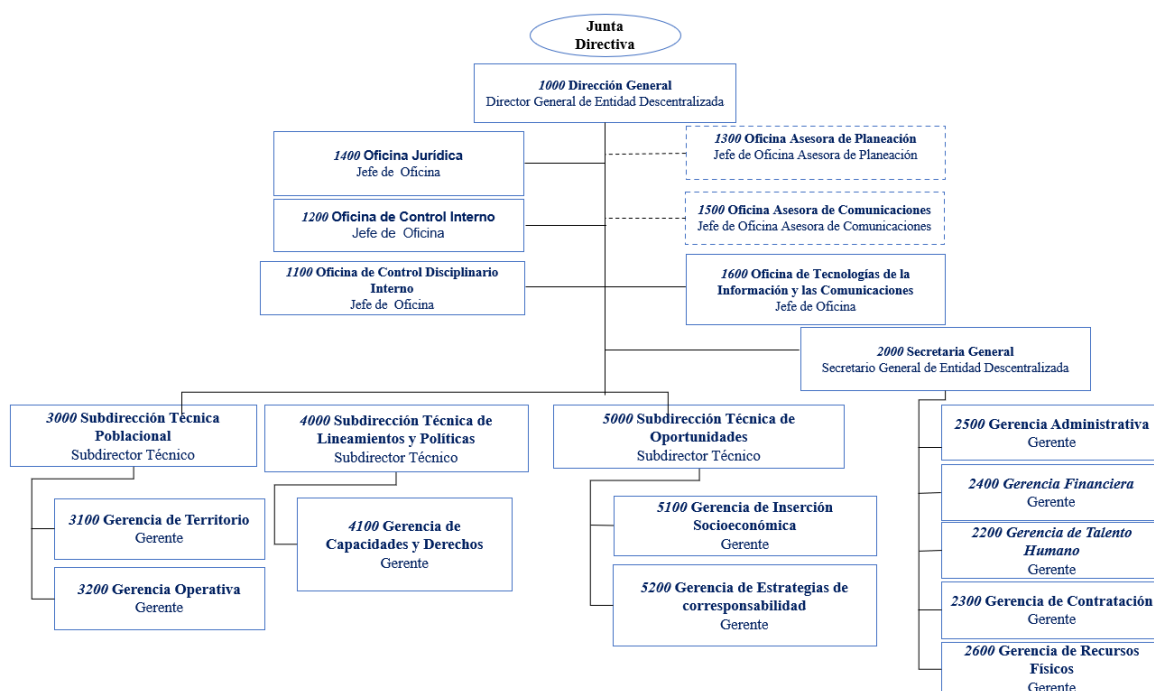 Junta
Directiva
1000 Dirección General
Director General de Entidad Descentralizada
1400 Oficina Jurídica
Jefe de Oficina
1300 Oficina Asesora de Planeación
Jefe de Oficina Asesora de Planeación
1200 Oficina de Control Interno
Jefe de Oficina
1500 Oficina Asesora de Comunicaciones
Jefe de Oficina Asesora de Comunicaciones
1100 Oficina de Control Disciplinario
Interno
Jefe de Oficina
1600 Oficina de Tecnologías de la
Información y las Comunicaciones
Jefe de Oficina
2000 Secretaria General
Secretario General de Entidad Descentralizada
3000 Subdirección Técnica
Poblacional
Subdirector Técnico
4000 Subdirección Técnica de
Lineamientos y Políticas
Subdirector Técnico
5000 Subdirección Técnica de
Oportunidades
Subdirector Técnico
3100 Gerencia de Territorio
Gerente
3200 Gerencia Operativa
Gerente
4100 Gerencia de
Capacidades y Derechos
Gerente
5100 Gerencia de Inserción
Socioeconómica
Gerente
5200 Gerencia de Estrategias de
corresponsabilidad
Gerente
2500 Gerencia Administrativa
Gerente
2400 Gerencia Financiera
Gerente
2200 Gerencia de Talento
Humano
Gerente
2300 Gerencia de Contratación
Gerente
2600 Gerencia de Recursos
Físicos
Gerente